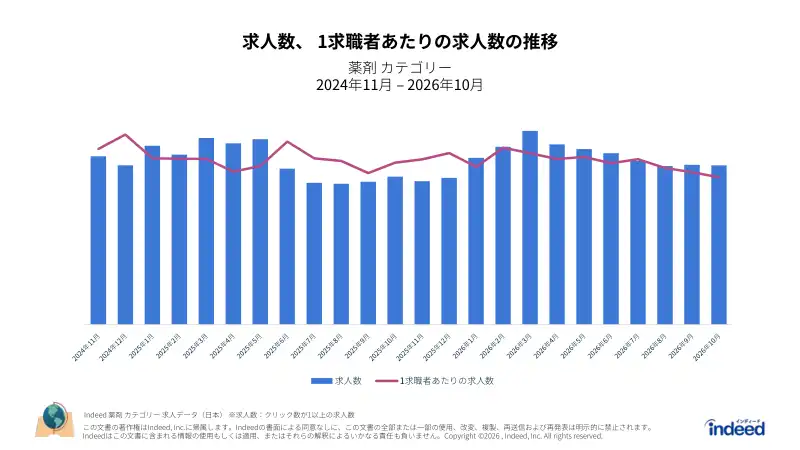 求人数、 1求職者あたりの求人数の推移
薬剤 カテゴリー
2024年11月 – 2026年10月
2024年11月
2024年12月
2025年1月
2025年2月
2025年3月
2025年4月
2025年5月
2025年6月
2025年7月
2025年8月
2025年9月
2025年10月
2025年11月
2025年12月
2026年1月
2026年2月
2026年3月
2026年4月
2026年5月
2026年6月
2026年7月
2026年8月
2026年9月
2026年10月
求人数
1求職者あたりの求人数
Indeed 薬剤 カテゴリー 求人データ（日本） ※求人数：クリック数が1以上の求人数
この文書の著作権はIndeed, Inc.に帰属します。Indeedの書面による同意なしに、この文書の全部または一部の使用、改変、複製、再送信および再発表は明示的に禁止されます。
Indeedはこの文書に含まれる情報の使用もしくは適用、またはそれらの解釈によるいかなる責任も負いません。Copyright ©2026 , Indeed, Inc. All rights reserved.
インディード
indeed